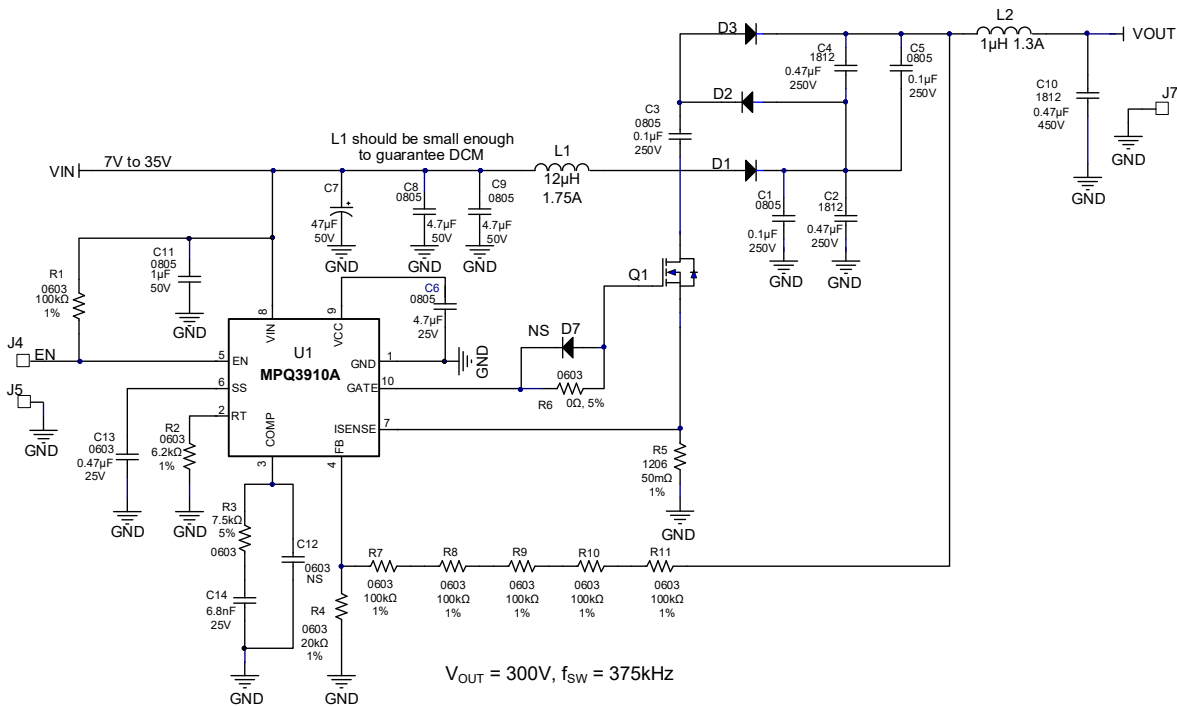 D3
L2
1µH 1.3A
VOUT
C4
1812
0.47µF
250V
C5
0805
0.1µF
250V
C10
1812
0.47µF
450V
J7
GND
GND
D2
C3
0805
0.1µF
250V
L1 should be small enough
to guarantee DCM
VIN
7V to 35V
L1
12µH
1.75A
D1
C7
47µF
50V
GND
C8
0805
4.7µF
50V
GND
C9
0805
4.7µF
50V
GND
C1
0805
0.1µF
250V
GND
C2
1812
0.47µF
250V
GND
C11
0805
1µF
50V
GND
R1
0603
100kΩ
1%
Q1
C6
0805
4.7µF
25V
GND
J4
EN
J5
GND
8
VIN
9
VCC
U1
MPQ3910A
5
EN
6
SS
2
RT
COMP
3
FB
4
GND
1
GATE
10
ISENSE
7
NS
D7
0603
R6
0Ω, 5%
C13
0603
0.47µF
25V
GND
R2
0603
6.2kΩ
1%
GND
R5
1206
50mΩ
1%
GND
R3
7.5kΩ
5%
0603
C12
0603
NS
C14
6.8nF
25V
GND
R4
0603
20kΩ
1%
GND
R7
0603
100kΩ
1%
R8
0603
100kΩ
1%
R9
0603
100kΩ
1%
R10
0603
100kΩ
1%
R11
0603
100kΩ
1%
VOUT = 300V, fSW = 375kHz